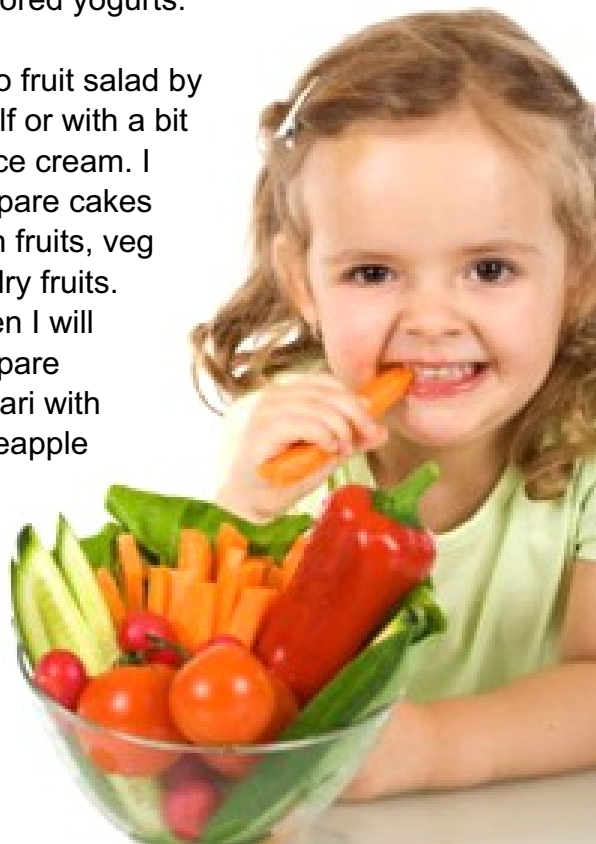 ored yogurts.
o fruit salad by
lf or with a bit
ce cream. I
pare cakes
n fruits, veg
dry fruits.
en I will
pare
ari with
eapple